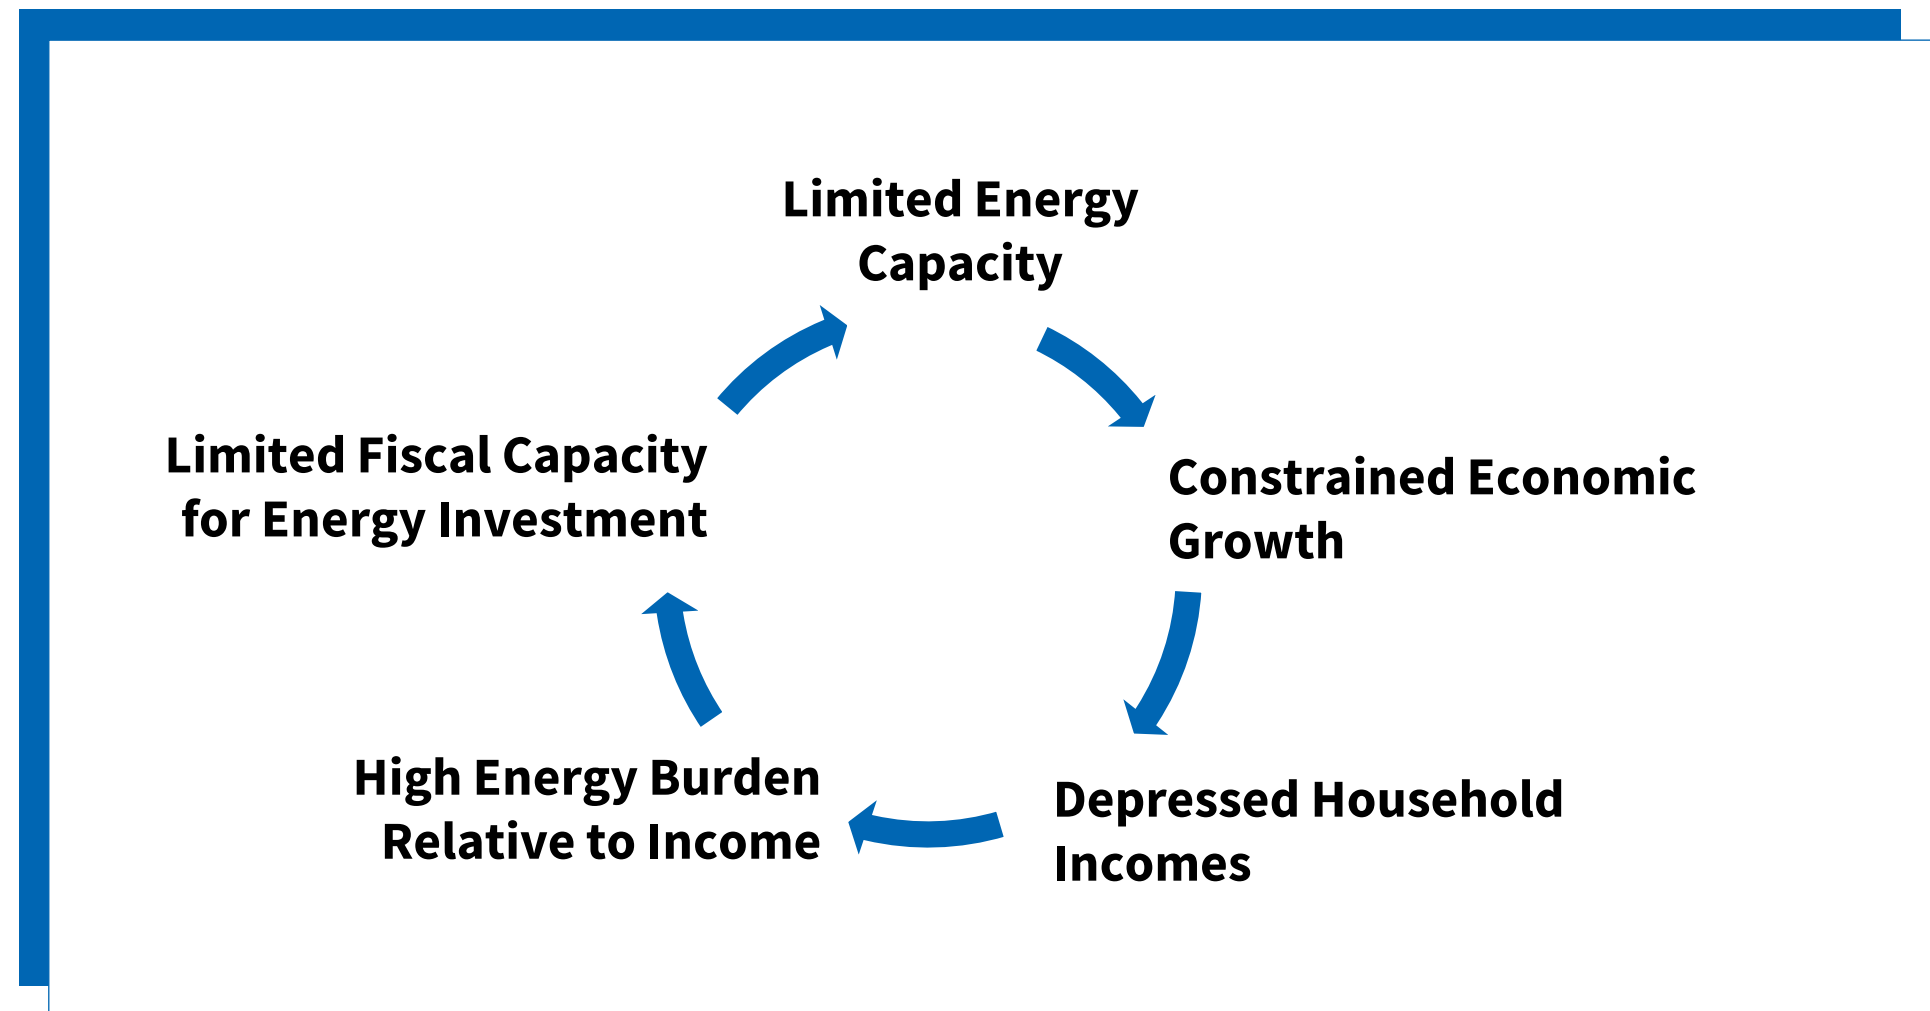 Limited Energy
Capacity
Constrained Economic
Growth
Depressed Household
Incomes
High Energy Burden
Relative to Income
Limited Fiscal Capacity
for Energy Investment